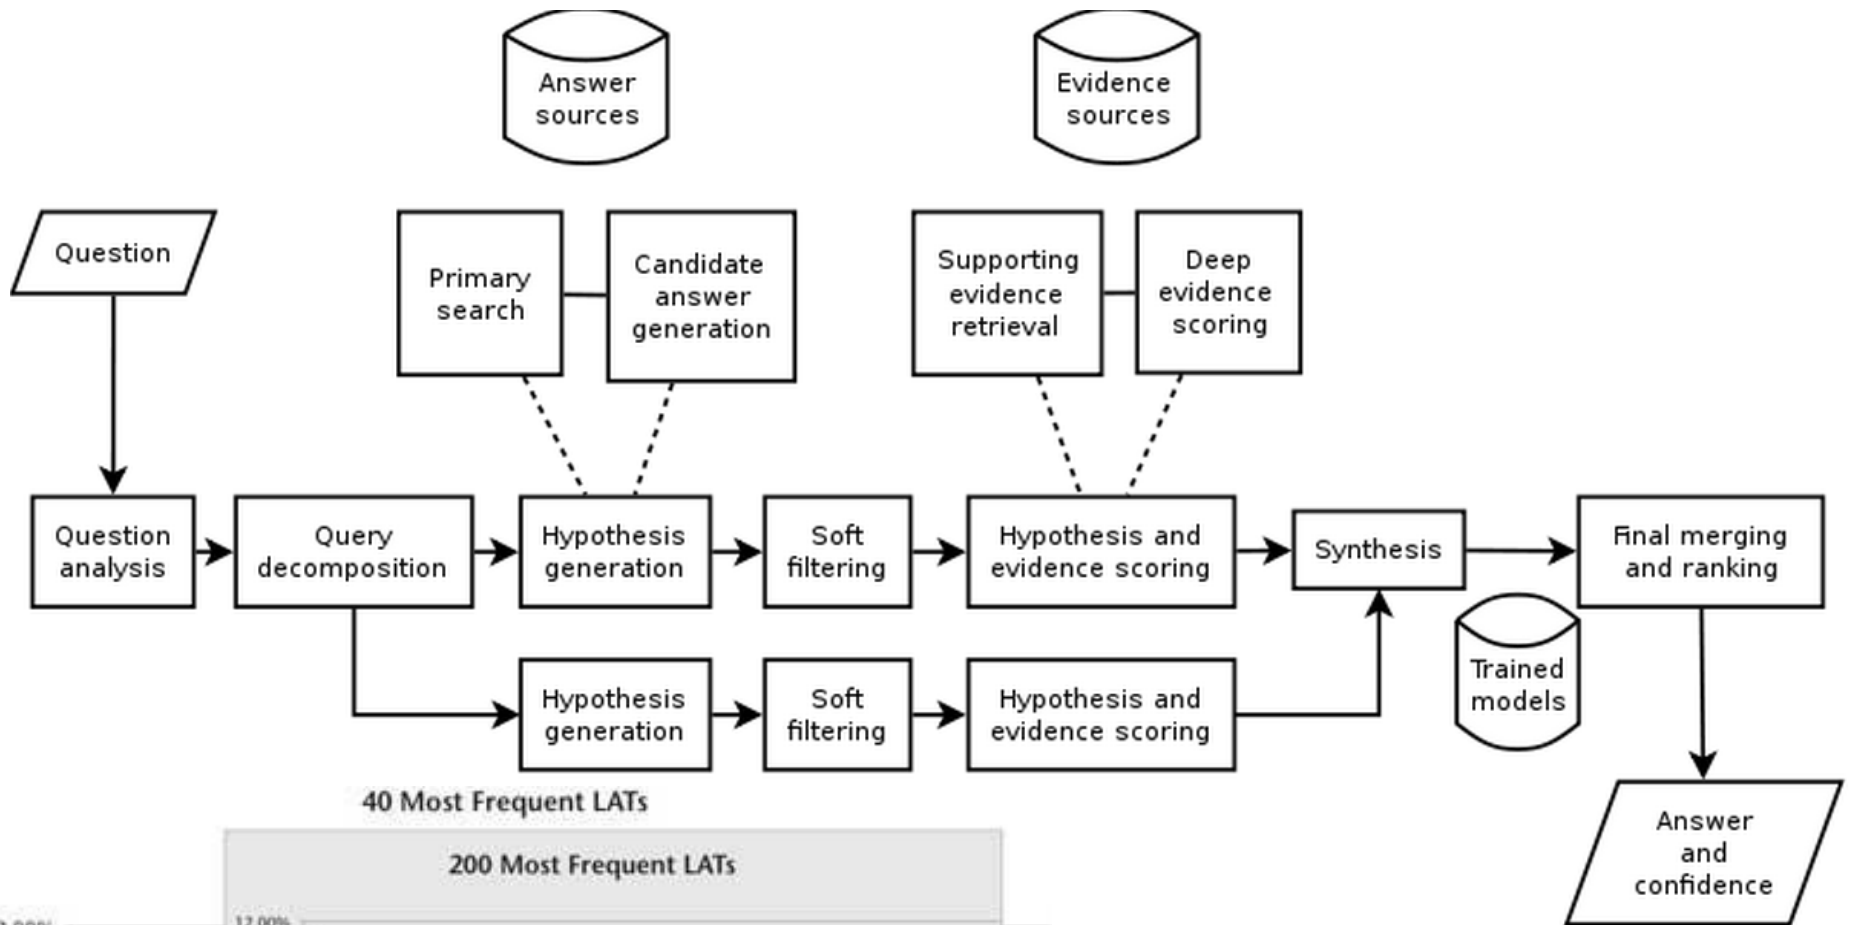 Answer
sources
Evidence
sources
Question
Primary
search
Candidate
answer
generation
Supporting
evidence
retrieval
Deep
evidence
scoring
Question
analysis
Query
decomposition
Hypothesis
generation
Soft
filtering
Hypothesis and
evidence scoring
Synthesis
Final merging
and ranking
Hypothesis
generation
Soft
filtering
Hypothesis and
evidence scoring
Trained
models
Answer
and
confidence
40 Most Frequent LATs
200 Most Frequent LATs
12.00%